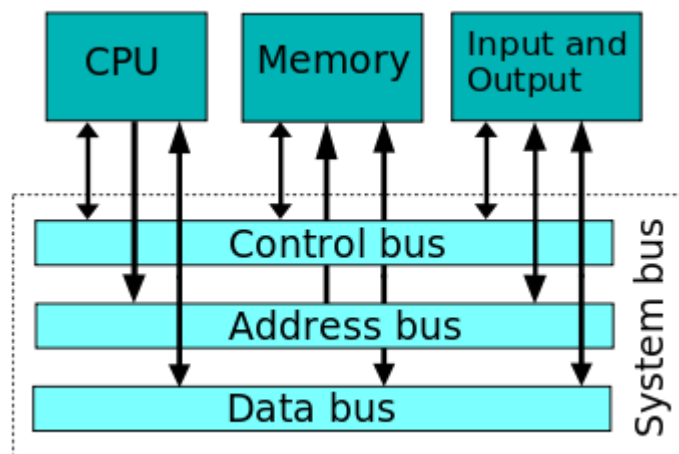 CPU
Memory
Input and
Output
Control bus
Address bus
Data bus
System bus